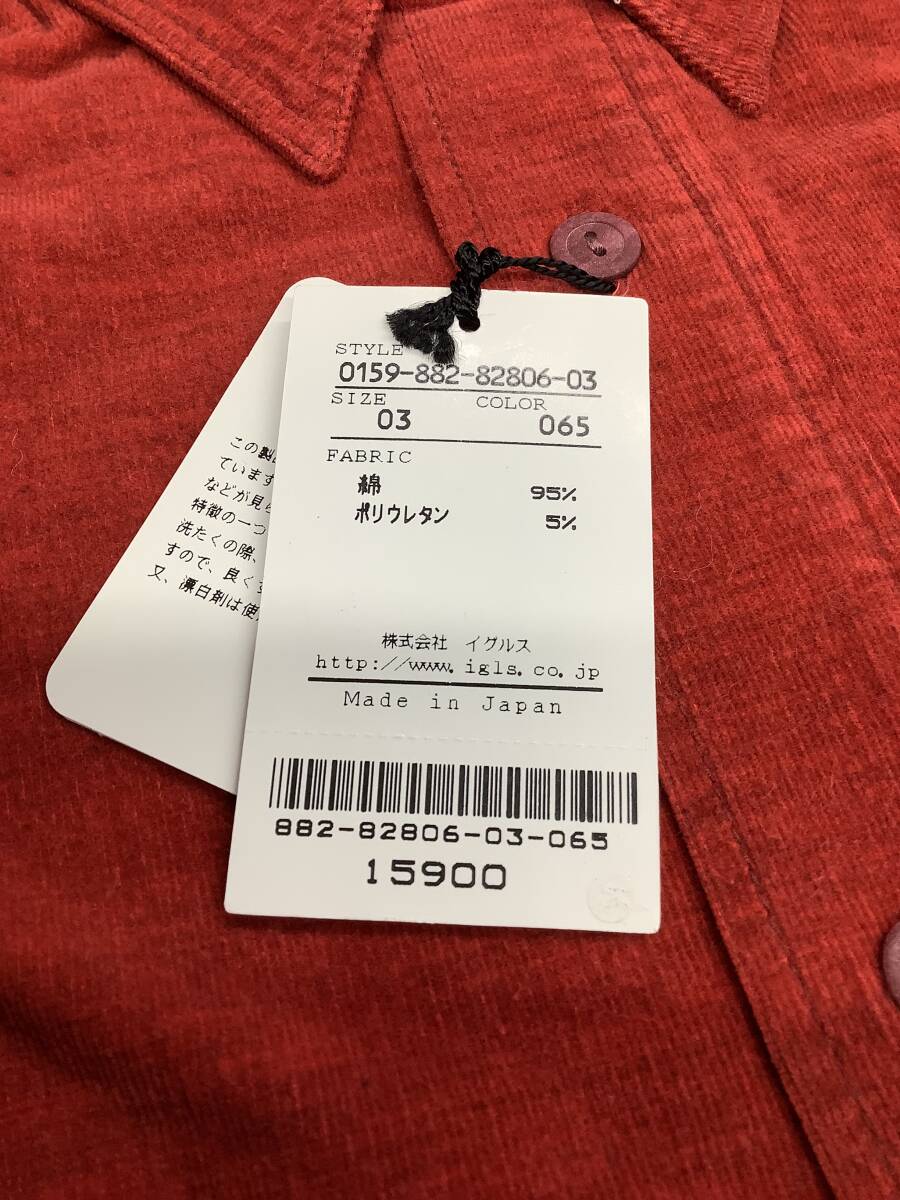 STYLE
0159-882-82806-03
SIZE COLOR
03 065
FABRIC
綿 95%
ポリウレタン 5%
株式会社 イグルス
http://www.igls.co.jp
Made in Japan
882-82806-03-065
15900
この製
ています
などが見ら
特徴の一つ
洗たくの際、
すので、良くす
又、漂白剤は使